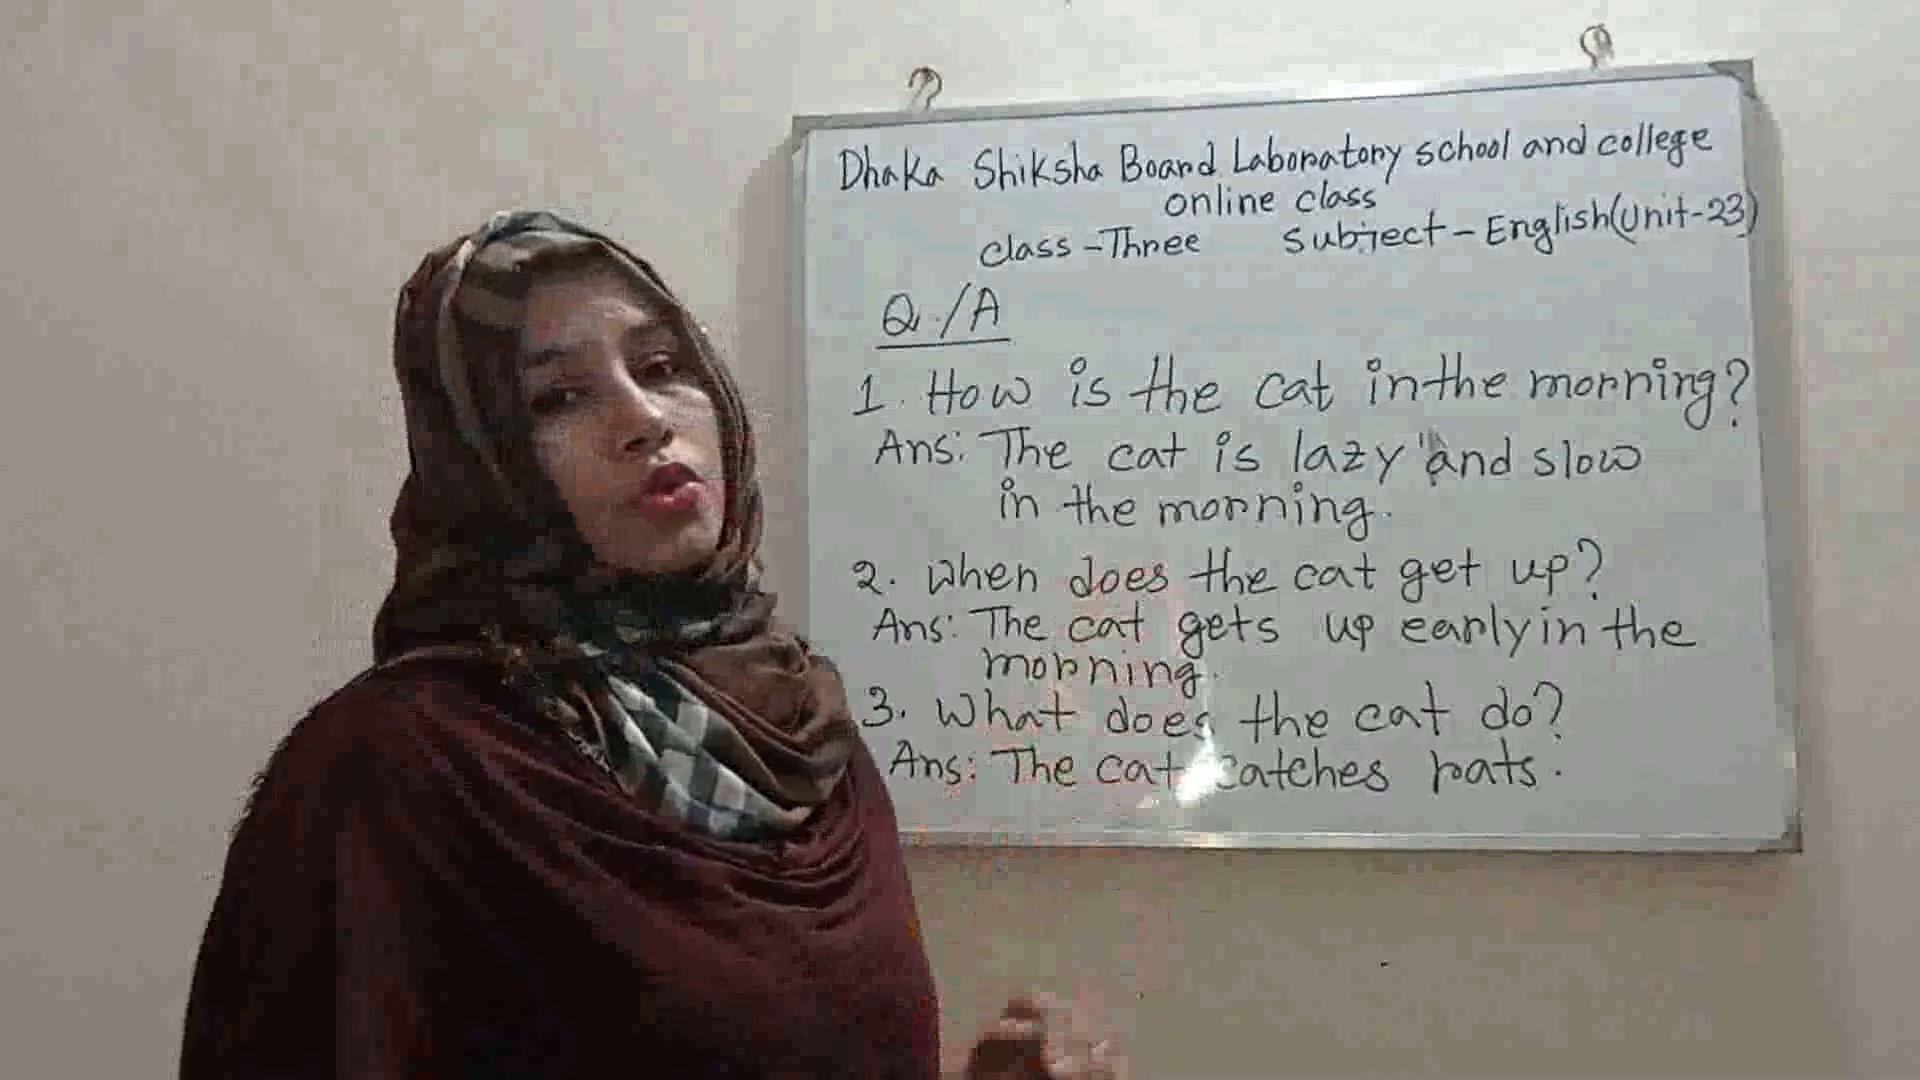 Dhaka Shiksha Board Laboratory school and college
online class
class - Three Subject - English(Unit-23)
Q./A
1. How is the cat in the morning?
Ans: The cat is lazy and slow
in the morning.
2. when does the cat get up?
Ans: The cat gets up early in the
morning.
3. What does the cat do?
Ans: The cat catches rats.